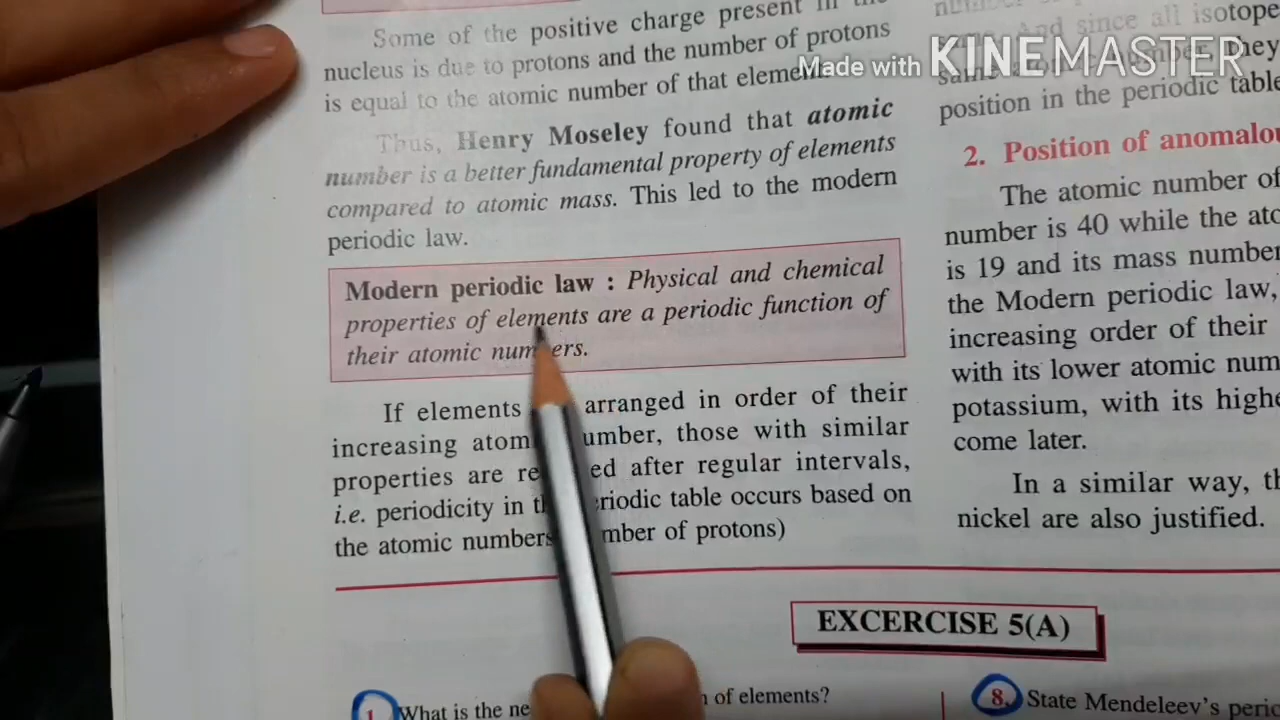 Some of the positive charge present in the
nucleus is due to protons and the number of protons
is equal to the atomic number of that element.
Thus, Henry Moseley found that atomic
number is a better fundamental property of elements
compared to atomic mass. This led to the modern
periodic law.
Modern periodic law : Physical and chemical
properties of elements are a periodic function of
their atomic numbers.
If elements arranged in order of their
increasing atom umber, those with similar
properties are re ed after regular intervals,
i.e. periodicity in th eriodic table occurs based on
the atomic numbers mber of protons)
And since all isotope
same they
position in the periodic table
2. Position of anomalo
The atomic number of
number is 40 while the ato
is 19 and its mass number
the Modern periodic law,
increasing order of their
with its lower atomic num
potassium, with its highe
come later.
In a similar way, th
nickel are also justified.
Made with KINEMASTER
EXCERCISE 5(A)
1. What is the ne of elements?
8. State Mendeleev's perio